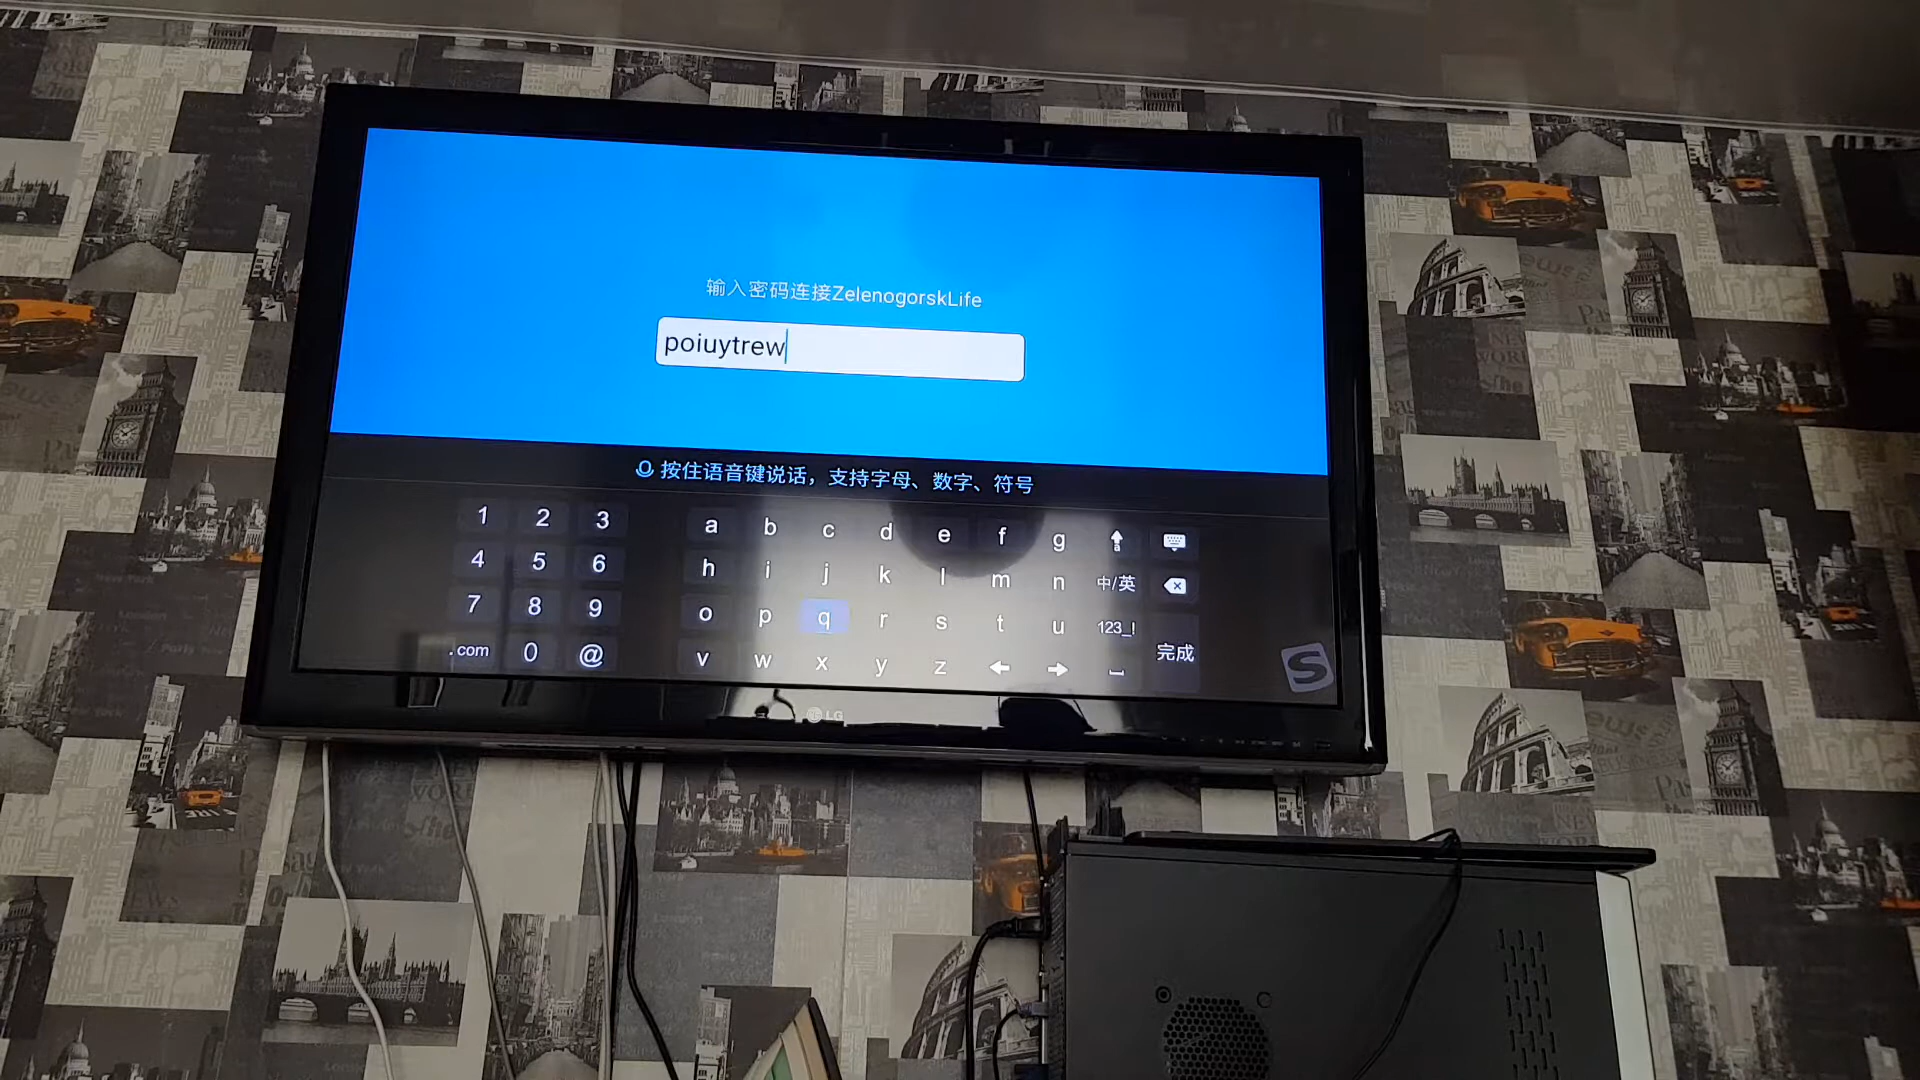 输入密码连接ZelenogorskLife
poiuytrew
按住语音键说话，支持字母、数字、符号
1 2 3 a b c d e f g
4 5 6 h i j k l m n 中/英
7 8 9 o p q r s t u 123_!
.com 0 @ v w x y z 完成
S
LG